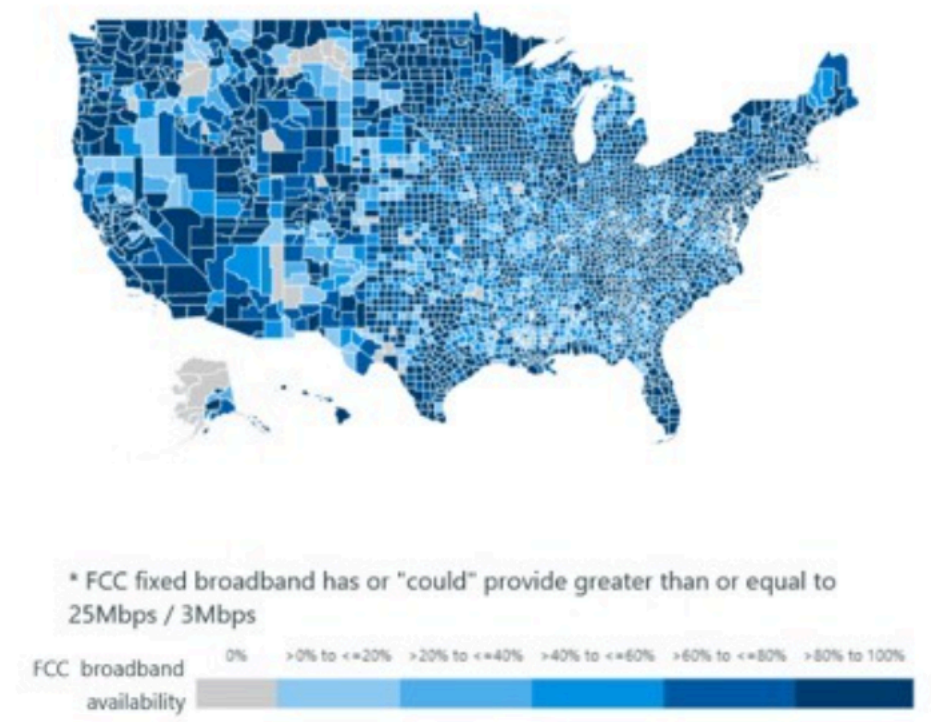 * FCC fixed broadband has or "could" provide greater than or equal to
25Mbps / 3Mbps
0% >0% to <=20% >20% to <=40% >40% to <=60% >60% to <=80% >80% to 100%
FCC broadband
availability